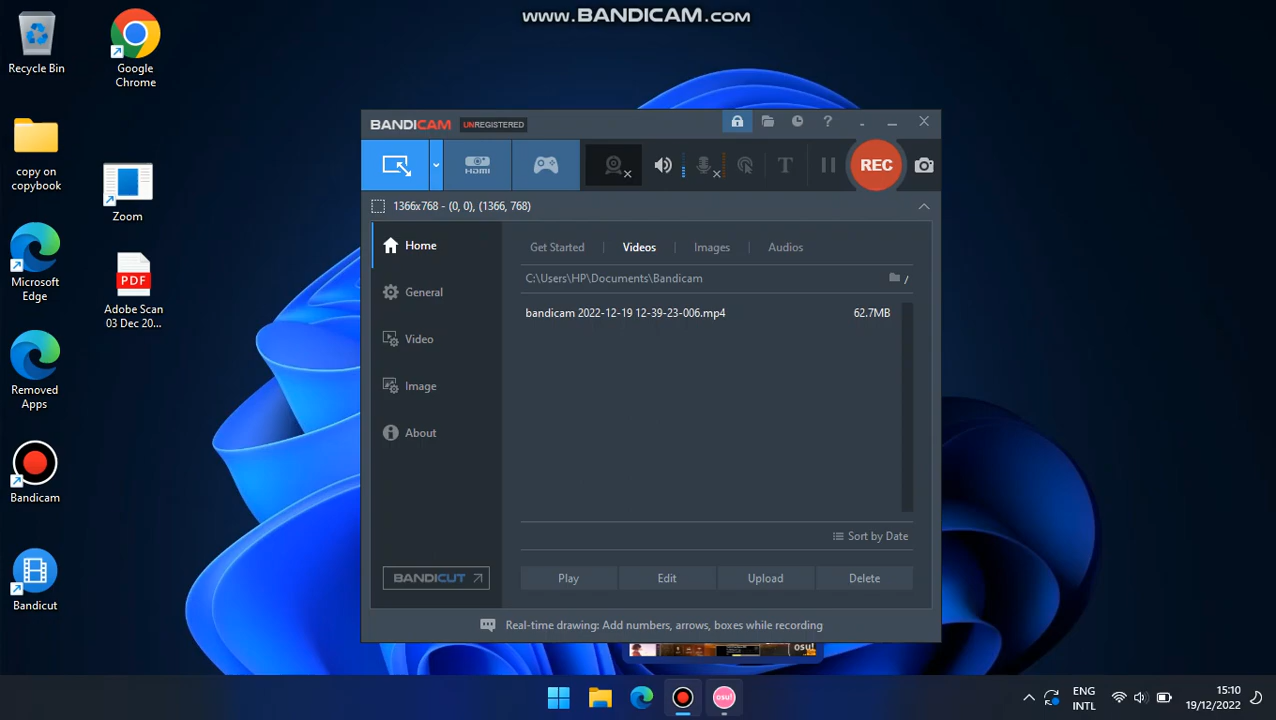 www.BANDICAM.com
Recycle Bin
Google
Chrome
copy on
copybook
Zoom
Microsoft
Edge
PDF
Adobe Scan
03 Dec 20...
Removed
Apps
Bandicam
Bandicut
BANDICAM UNREGISTERED
?
HDMI
T
REC
1366x768 - (0, 0), (1366, 768)
Home
General
Video
Image
About
BANDICUT
Get Started
Videos
Images
Audios
C:\Users\HP\Documents\Bandicam
/
bandicam 2022-12-19 12-39-23-006.mp4 62.7MB
Sort by Date
Play
Edit
Upload
Delete
Real-time drawing: Add numbers, arrows, boxes while recording
osu!
osu!
ENG
INTL
15:10
19/12/2022